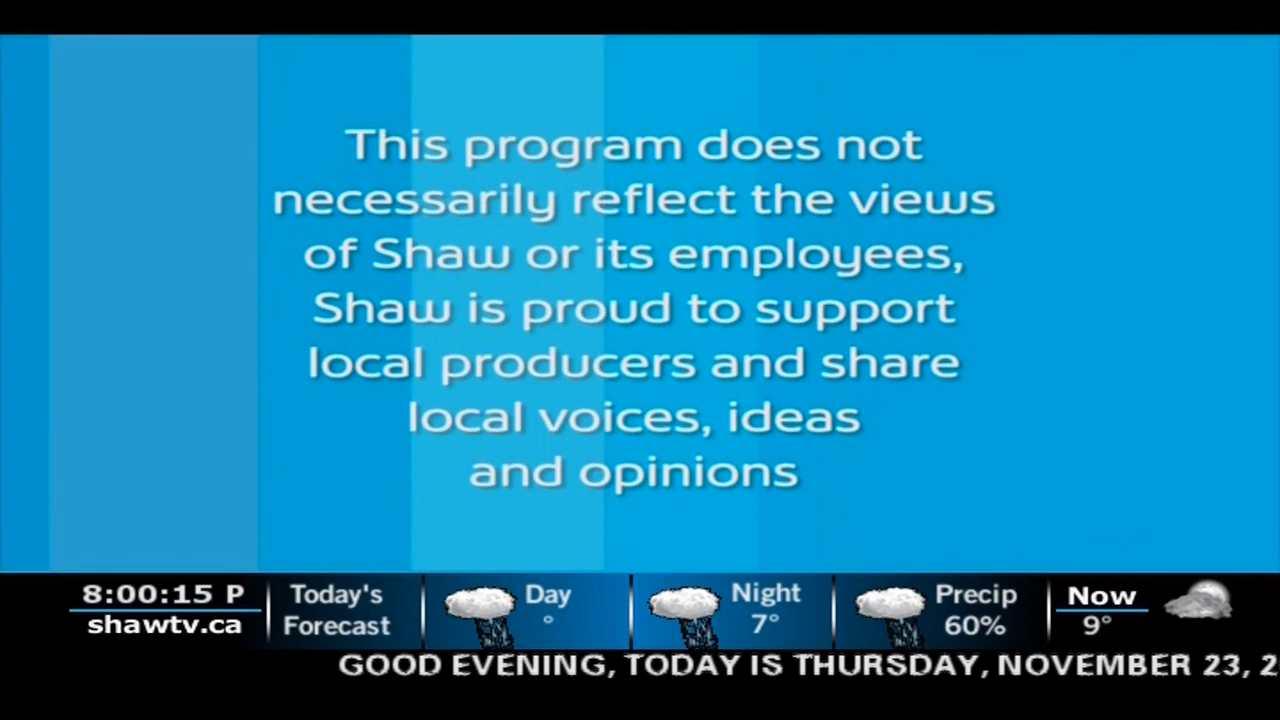 This program does not
necessarily reflect the views
of Shaw or its employees,
Shaw is proud to support
local producers and share
local voices, ideas
and opinions
8:00:15 P
shawtv.ca
Today's
Forecast
Day
°
Night
7°
Precip
60%
Now
9°
GOOD EVENING, TODAY IS THURSDAY, NOVEMBER 23, 2